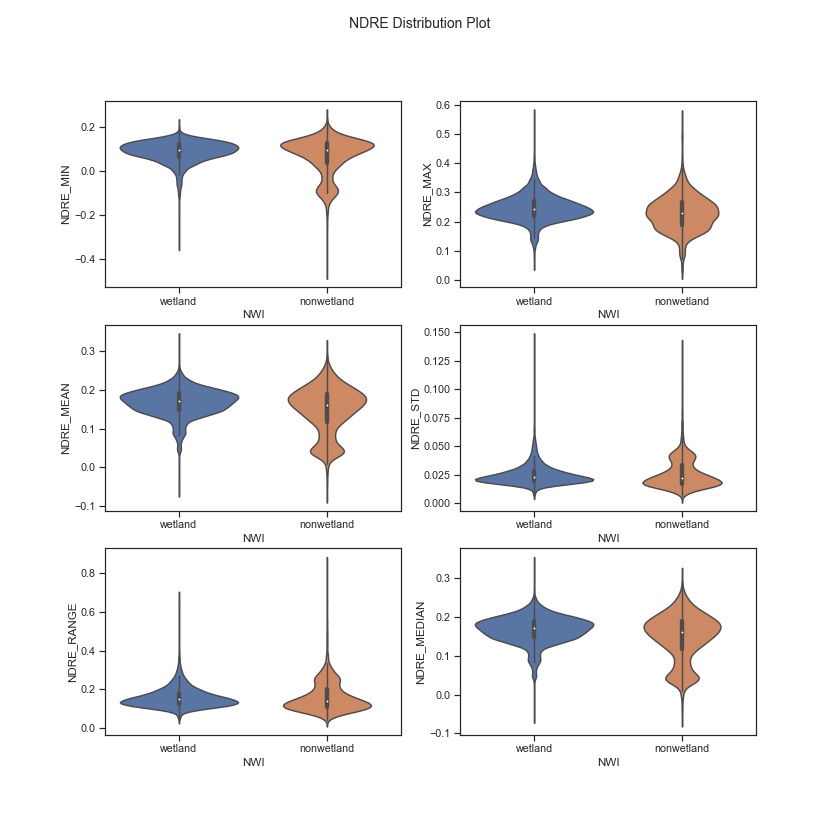 NDRE Distribution Plot
NDRE_MIN
0.2
0.0
−0.2
−0.4
wetland nonwetland
NWI
NDRE_MAX
0.6
0.5
0.4
0.3
0.2
0.1
0.0
wetland nonwetland
NWI
NDRE_MEAN
0.3
0.2
0.1
0.0
−0.1
wetland nonwetland
NWI
NDRE_STD
0.150
0.125
0.100
0.075
0.050
0.025
0.000
wetland nonwetland
NWI
NDRE_RANGE
0.8
0.6
0.4
0.2
0.0
wetland nonwetland
NWI
NDRE_MEDIAN
0.3
0.2
0.1
0.0
−0.1
wetland nonwetland
NWI